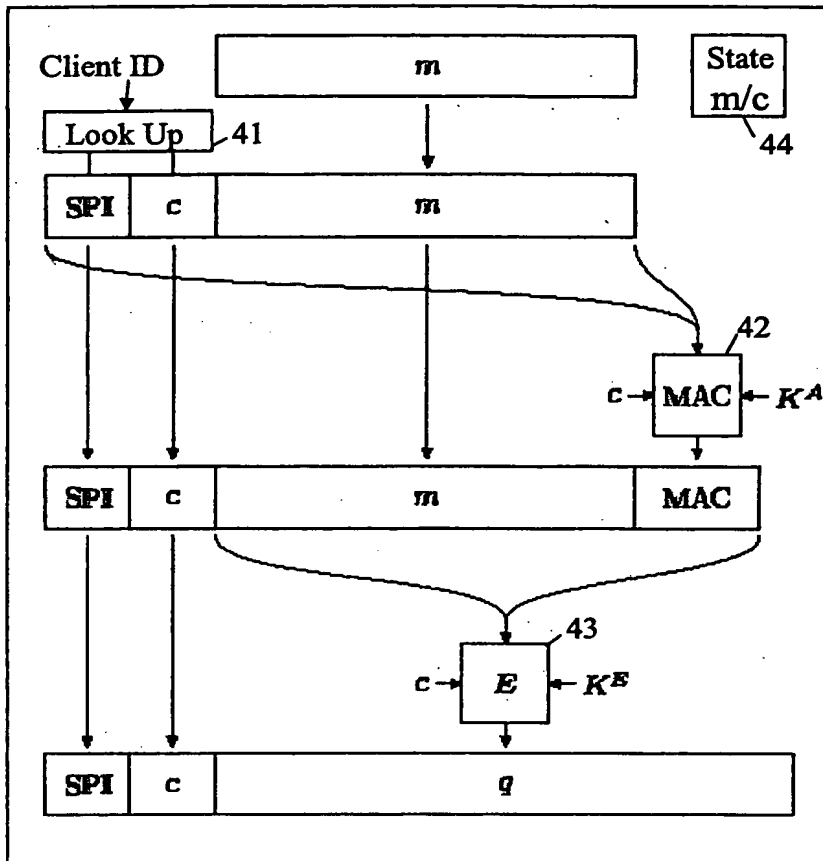 m
State
m/c
44
Client ID
Look Up
41
SPI c m
42
c MAC K^A
SPI c m MAC
43
c E K^E
SPI c q